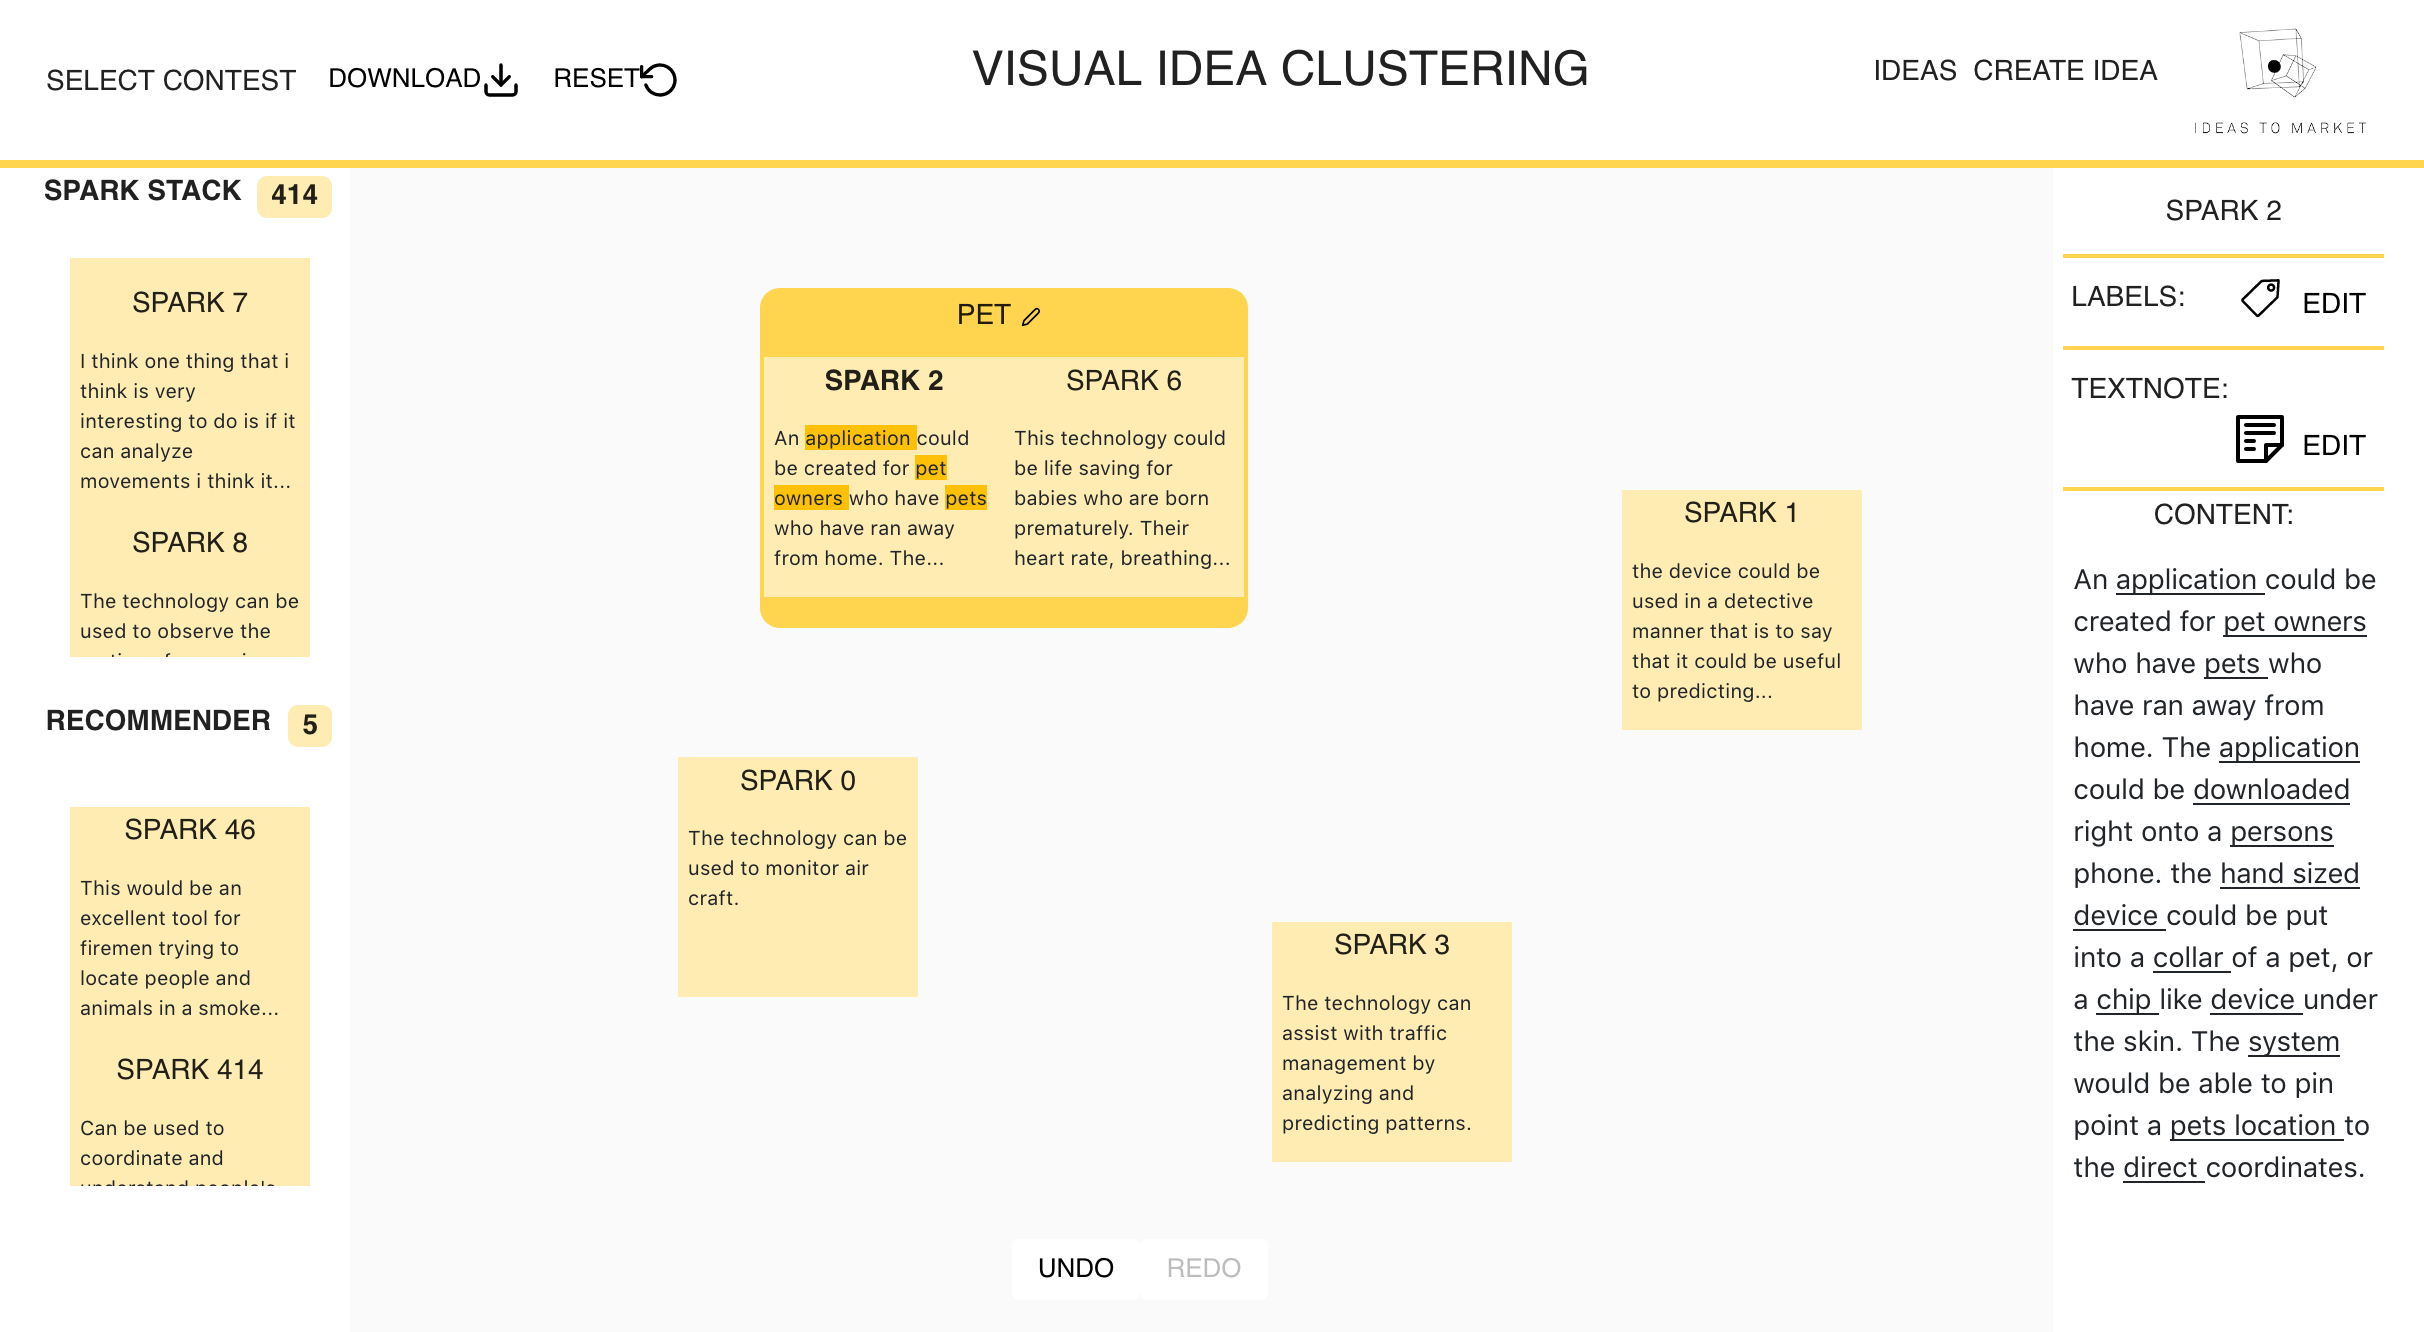 SELECT CONTEST DOWNLOAD RESET
VISUAL IDEA CLUSTERING
IDEAS CREATE IDEA
IDEAS TO MARKET
SPARK STACK 414
SPARK 7
I think one thing that i
think is very
interesting to do is if it
can analyze
movements i think it...
SPARK 8
The technology can be
used to observe the
RECOMMENDER 5
SPARK 46
This would be an
excellent tool for
firemen trying to
locate people and
animals in a smoke...
SPARK 414
Can be used to
coordinate and
PET
SPARK 2
An application could
be created for pet
owners who have pets
who have ran away
from home. The...
SPARK 6
This technology could
be life saving for
babies who are born
prematurely. Their
heart rate, breathing...
SPARK 1
the device could be
used in a detective
manner that is to say
that it could be useful
to predicting...
SPARK 0
The technology can be
used to monitor air
craft.
SPARK 3
The technology can
assist with traffic
management by
analyzing and
predicting patterns.
UNDO REDO
SPARK 2
LABELS: EDIT
TEXTNOTE:
EDIT
CONTENT:
An application could be
created for pet owners
who have pets who
have ran away from
home. The application
could be downloaded
right onto a persons
phone. the hand sized
device could be put
into a collar of a pet, or
a chip like device under
the skin. The system
would be able to pin
point a pets location to
the direct coordinates.